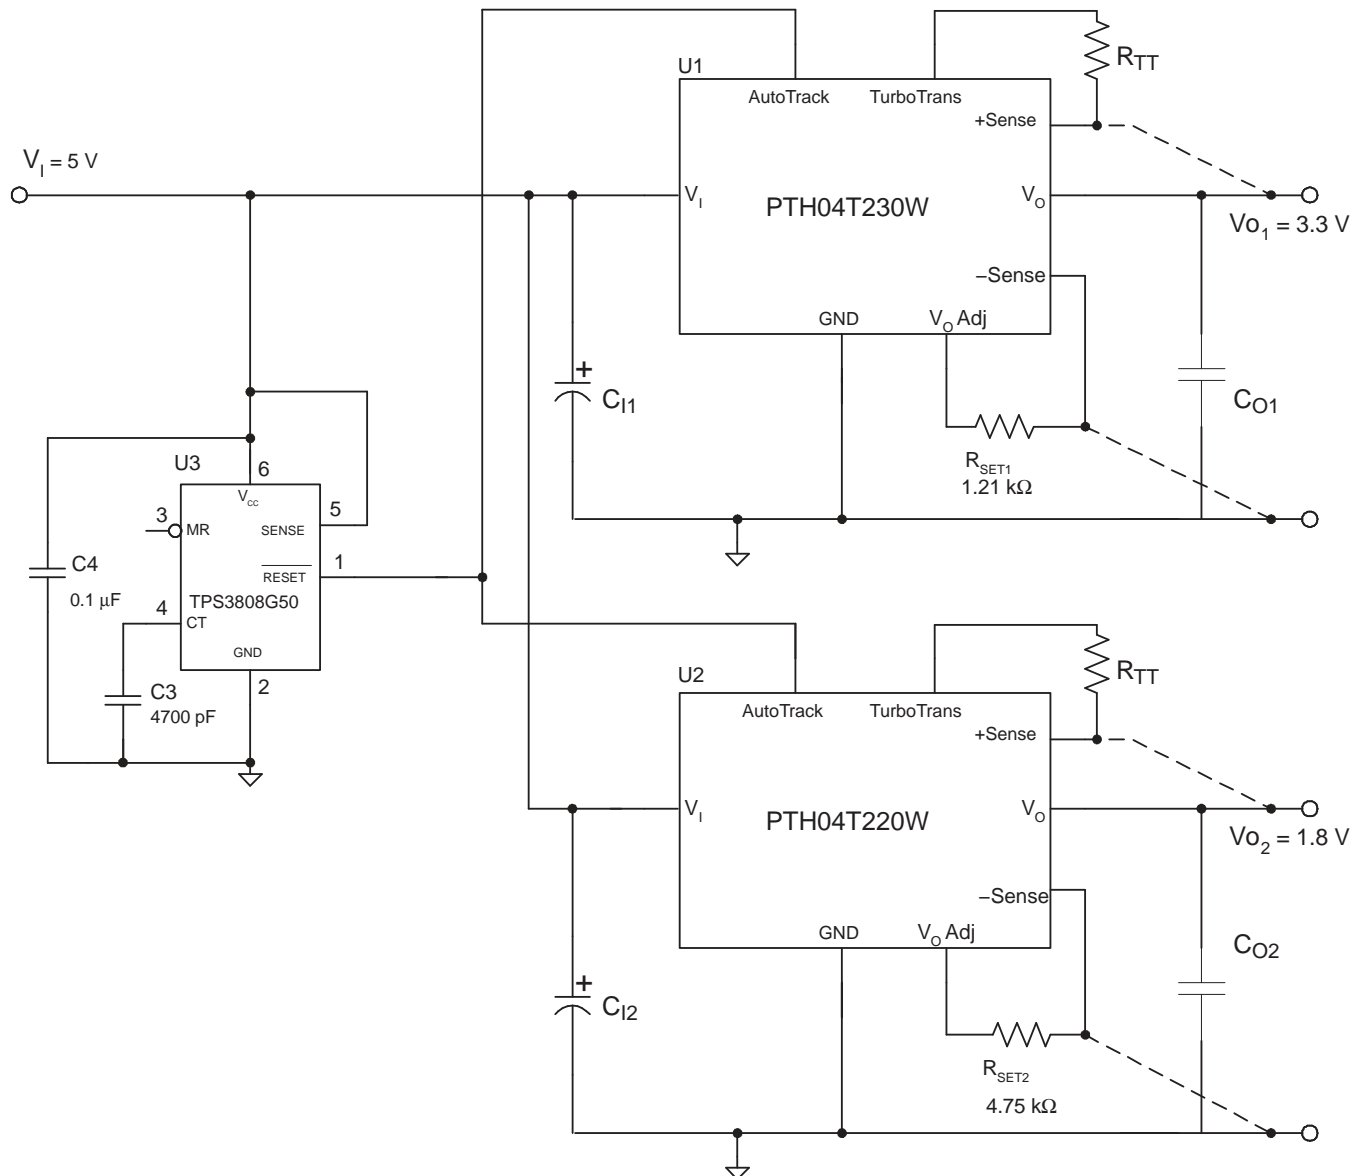 U1
AutoTrack
TurboTrans
R_TT
+Sense
V_I = 5 V
V_I
PTH04T230W
V_O
Vo_1 = 3.3 V
−Sense
GND
V_O Adj
+
C_I1
C_O1
R_SET1
1.21 kΩ
U3
6
V_CC
5
3
MR
SENSE
1
RESET
C4
0.1 μF
4
TPS3808G50
CT
GND
2
C3
4700 pF
U2
AutoTrack
TurboTrans
R_TT
+Sense
V_I
PTH04T220W
V_O
Vo_2 = 1.8 V
−Sense
GND
V_O Adj
+
C_I2
C_O2
R_SET2
4.75 kΩ